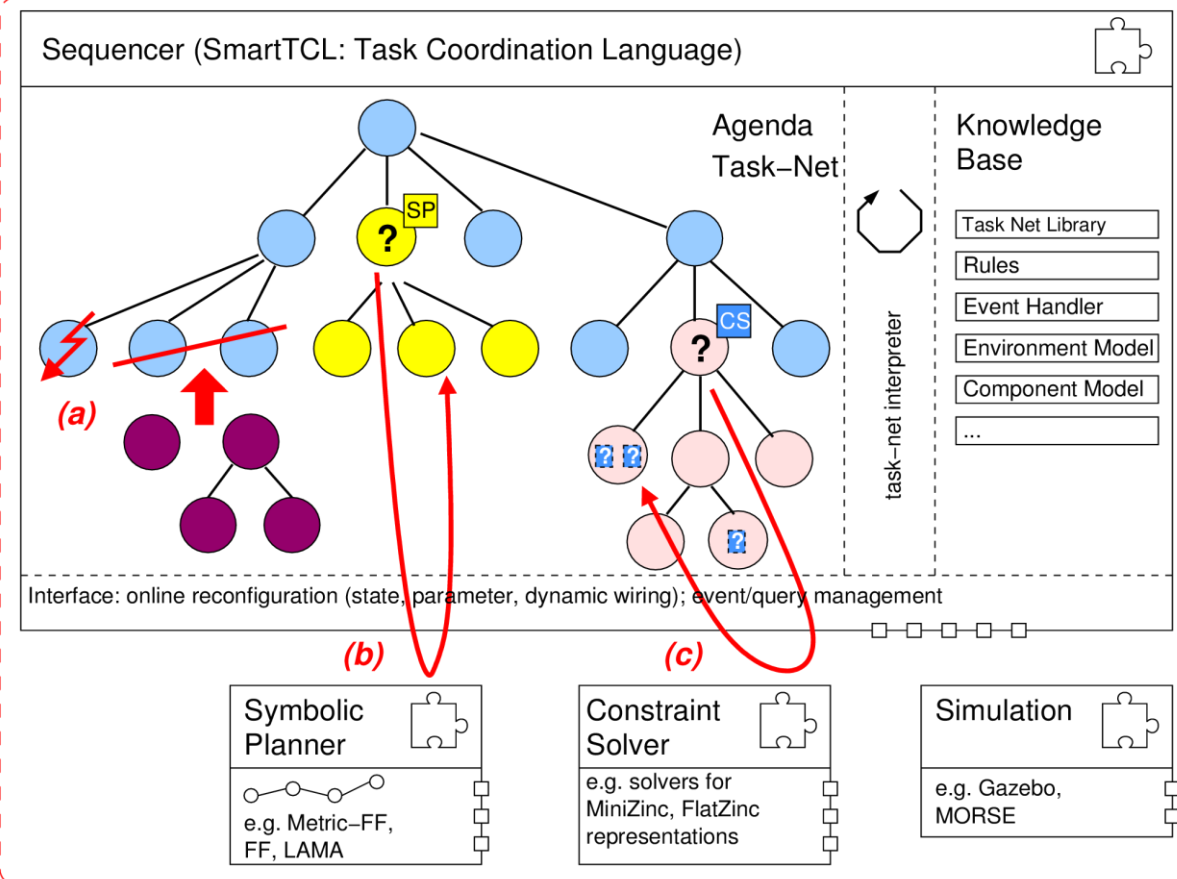 Sequencer (SmartTCL: Task Coordination Language)
Agenda
Task-Net
Knowledge
Base
SP
?
Task Net Library
Rules
Event Handler
Environment Model
Component Model
...
CS
?
(a)
? ?
?
task-net interpreter
Interface: online reconfiguration (state, parameter, dynamic wiring); event/query management
(b)
(c)
Symbolic
Planner
e.g. Metric-FF,
FF, LAMA
Constraint
Solver
e.g. solvers for
MiniZinc, FlatZinc
representations
Simulation
e.g. Gazebo,
MORSE